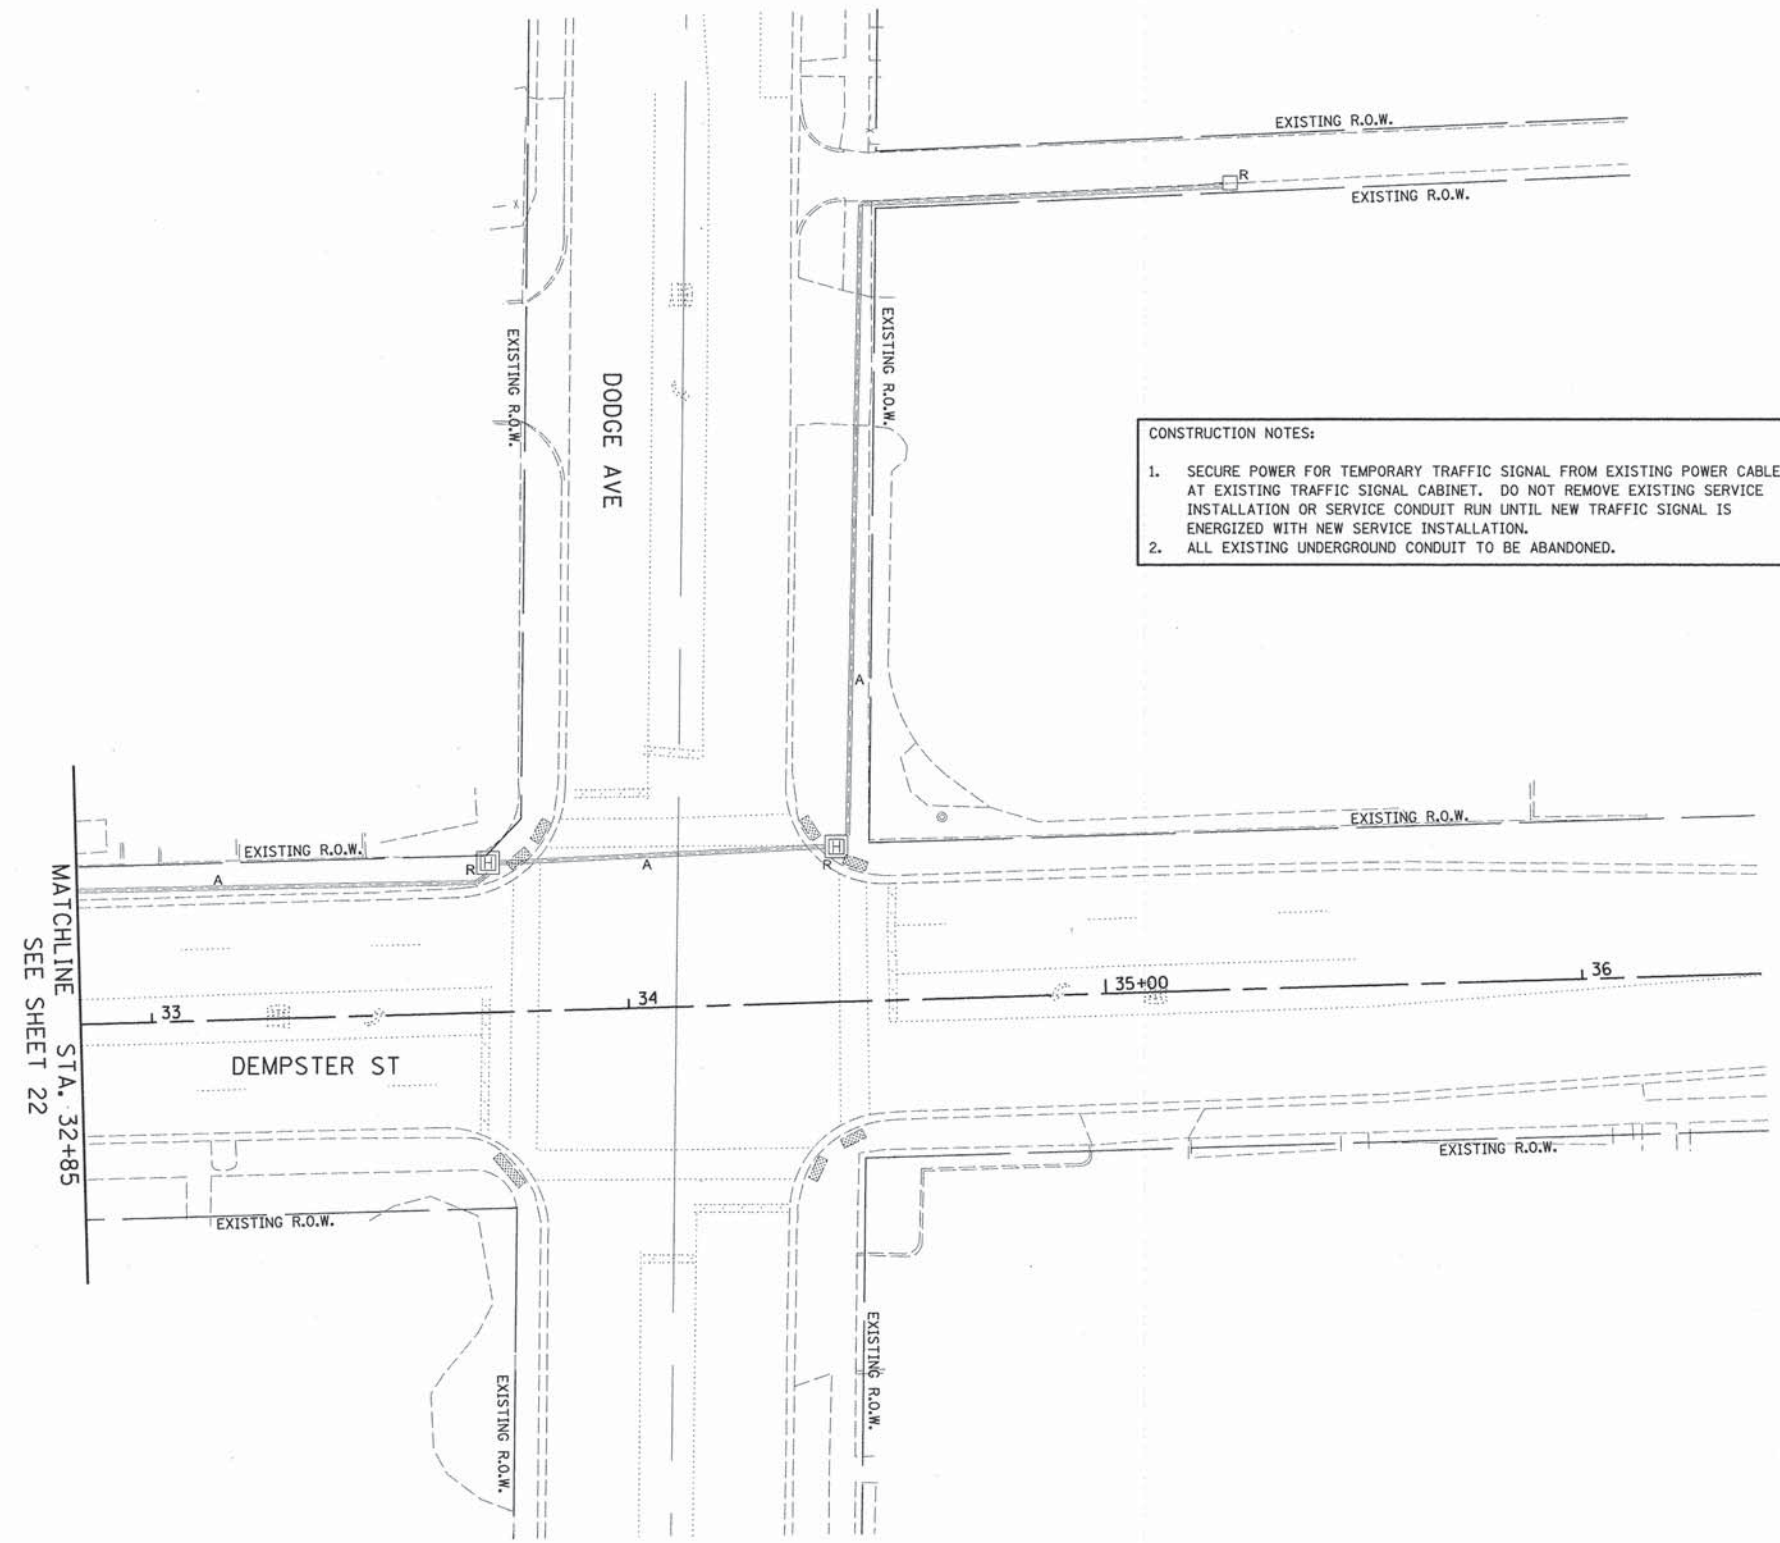 EXISTING R.O.W.
R
EXISTING R.O.W.
EXISTING R.O.W.
EXISTING R.O.W.
DODGE AVE
CONSTRUCTION NOTES:
1. SECURE POWER FOR TEMPORARY TRAFFIC SIGNAL FROM EXISTING POWER CABLE
AT EXISTING TRAFFIC SIGNAL CABINET. DO NOT REMOVE EXISTING SERVICE
INSTALLATION OR SERVICE CONDUIT RUN UNTIL NEW TRAFFIC SIGNAL IS
ENERGIZED WITH NEW SERVICE INSTALLATION.
2. ALL EXISTING UNDERGROUND CONDUIT TO BE ABANDONED.
A
EXISTING R.O.W.
EXISTING R.O.W.
H
R
A
H
R
A
MATCHLINE STA. 32+85
SEE SHEET 22
33
34
35+00
36
DEMPSTER ST
EXISTING R.O.W.
EXISTING R.O.W.
EXISTING R.O.W.
EXISTING R.O.W.